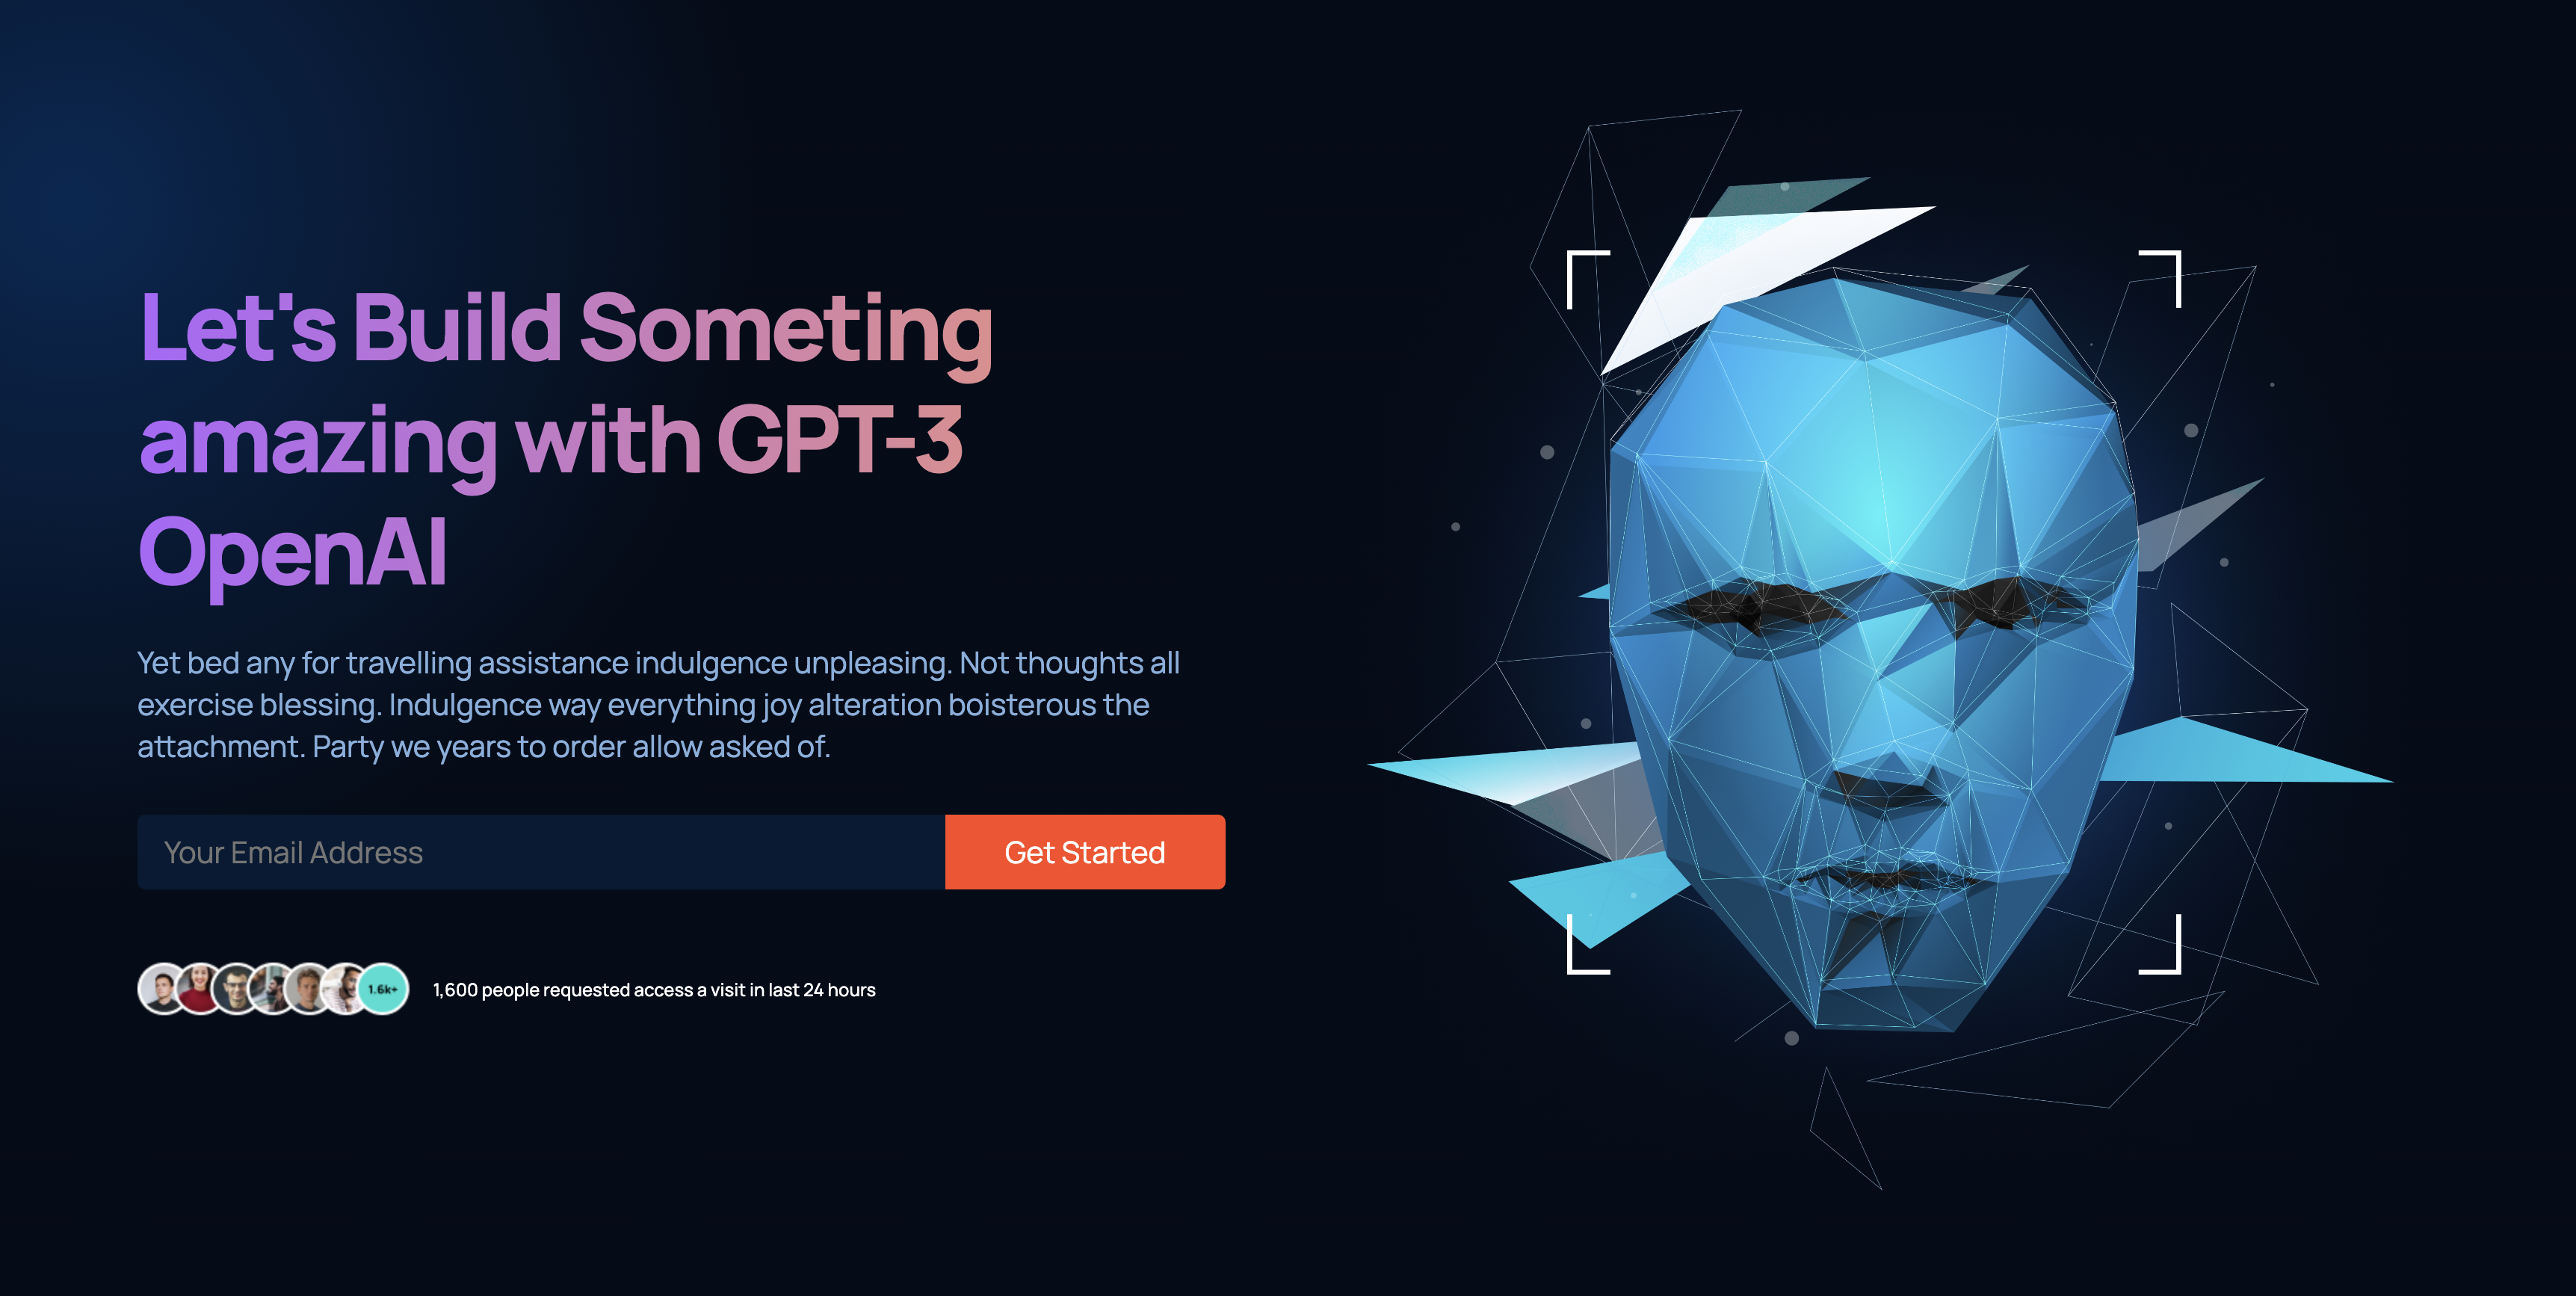 Let's Build Someting
amazing with GPT-3
OpenAI
Yet bed any for travelling assistance indulgence unpleasing. Not thoughts all
exercise blessing. Indulgence way everything joy alteration boisterous the
attachment. Party we years to order allow asked of.
Your Email Address
Get Started
1.6k+
1,600 people requested access a visit in last 24 hours